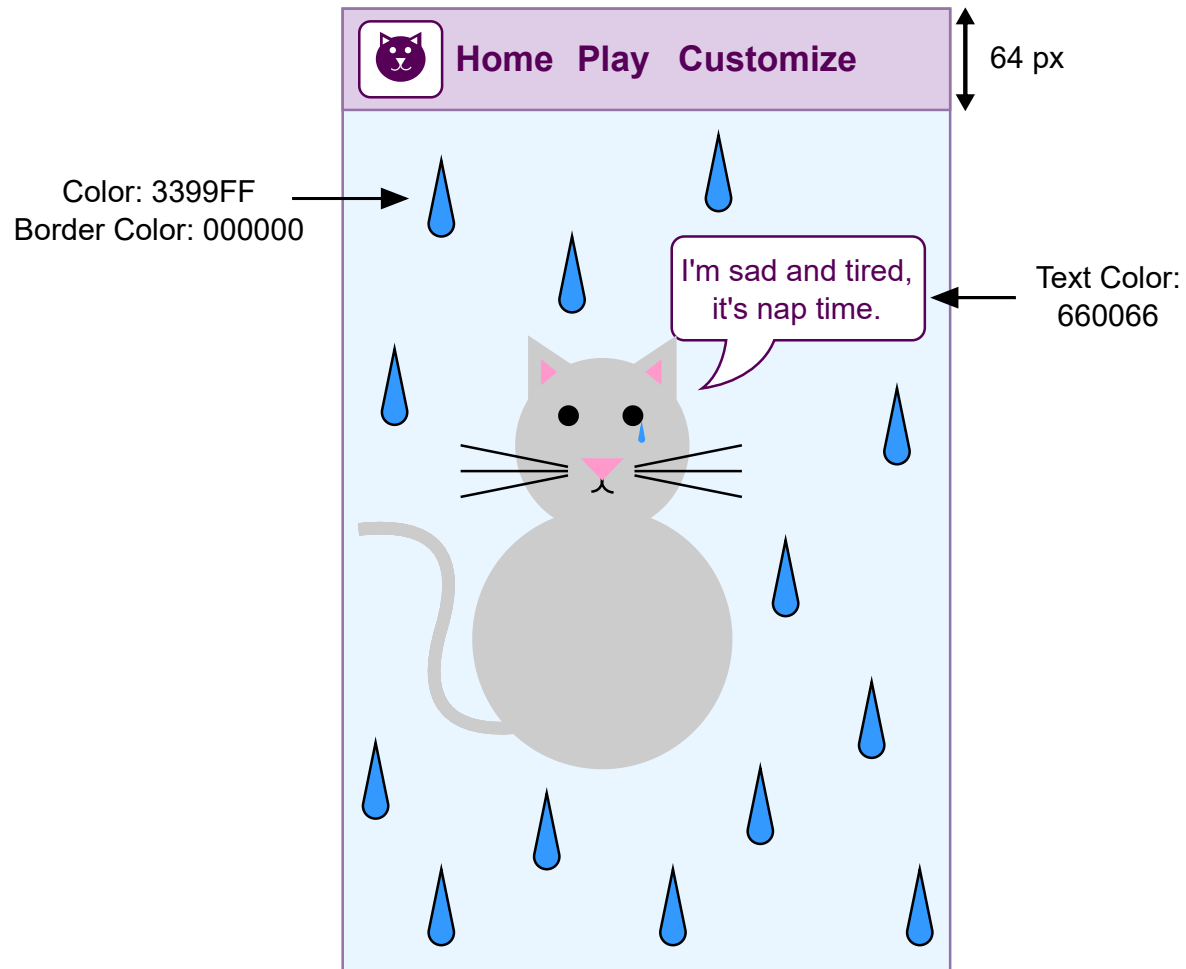 Home Play Customize
64 px
Color: 3399FF
Border Color: 000000
I'm sad and tired,
it's nap time.
Text Color:
660066